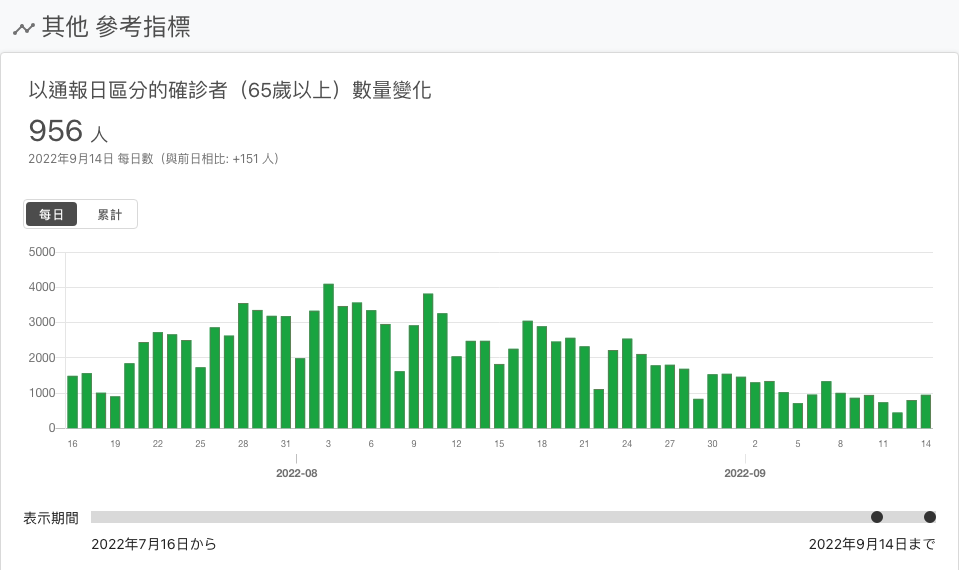 其他 參考指標
以通報日區分的確診者（65歲以上）數量變化
956 人
2022年9月14日 每日數（與前日相比: +151 人）
每日 累計
5000
4000
3000
2000
1000
0
16 19 22 25 28 31 3 6 9 12 15 18 21 24 27 30 2 5 8 11 14
2022-08 2022-09
表示期間
2022年7月16日から 2022年9月14日まで